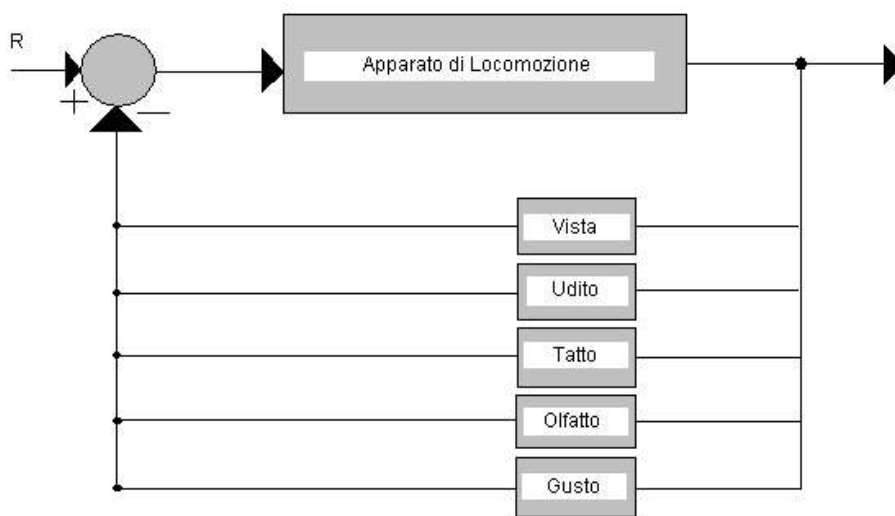 R
Apparato di Locomozione
+
—
Vista
Udito
Tatto
Olfatto
Gusto